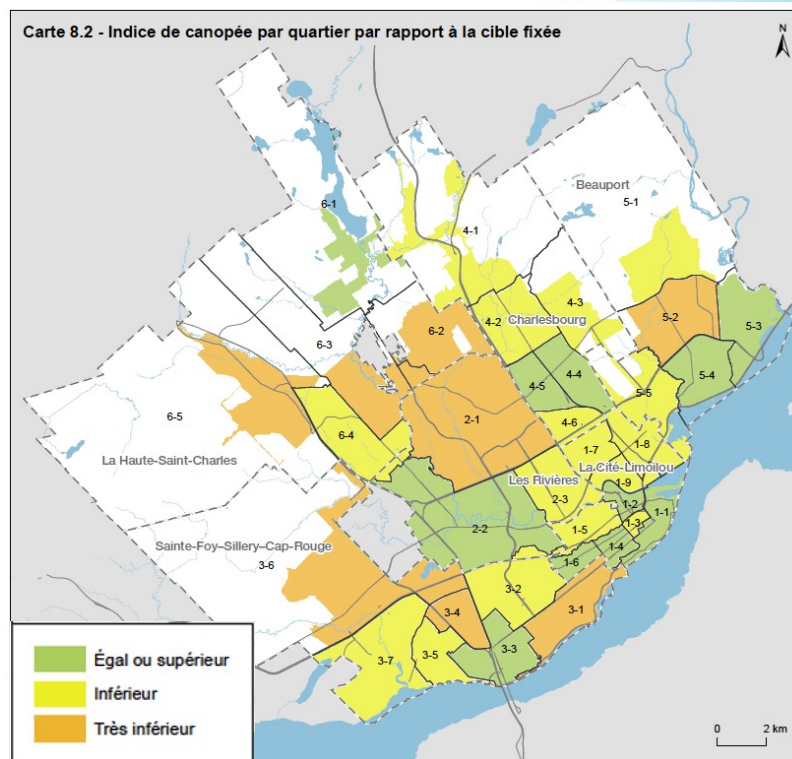 Carte 8.2 - Indice de canopée par quartier par rapport à la cible fixée
N
Beauport
5-1
6-1
4-1
4-3
4-2
Charlesbourg
5-2
5-3
6-2
6-3
4-4
4-5
5-4
5-5
6-5
2-1
4-6
6-4
1-7
1-8
La Haute-Saint-Charles
La Cité-Limoilou
Les Rivières
1-9
2-3
1-2
1-1
2-2
1-3
1-5
Sainte-Foy–Sillery–Cap-Rouge
1-4
3-6
1-6
3-2
3-4
3-1
3-3
3-5
3-7
Égal ou supérieur
Inférieur
Très inférieur
0 2 km